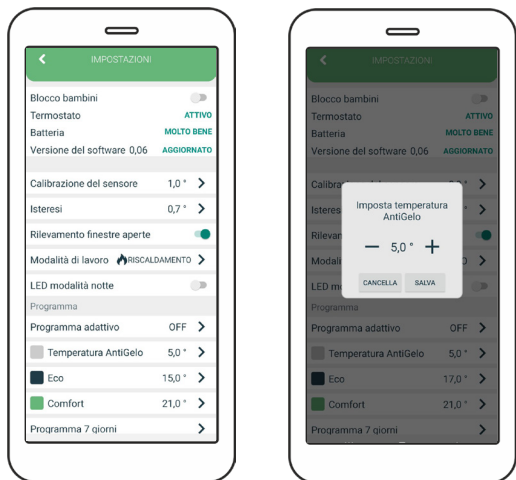 IMPOSTAZIONI
Blocco bambini
Termostato ATTIVO
Batteria MOLTO BENE
Versione del software 0,06 AGGIORNATO
Calibrazione del sensore 1,0 °
Isteresi 0,7 °
Rilevamento finestre aperte
Modalità di lavoro RISCALDAMENTO
LED modalità notte
Programma
Programma adattivo OFF
Temperatura AntiGelo 5,0 °
Eco 15,0 °
Comfort 21,0 °
Programma 7 giorni
IMPOSTAZIONI
Blocco bambini
Termostato ATTIVO
Batteria MOLTO BENE
Versione del software 0,06 AGGIORNATO
Imposta temperatura
AntiGelo
— 5,0 ° +
CANCELLA SALVA
Programma
Programma adattivo OFF
Temperatura AntiGelo 5,0 °
Eco 17,0 °
Comfort 21,0 °
Programma 7 giorni